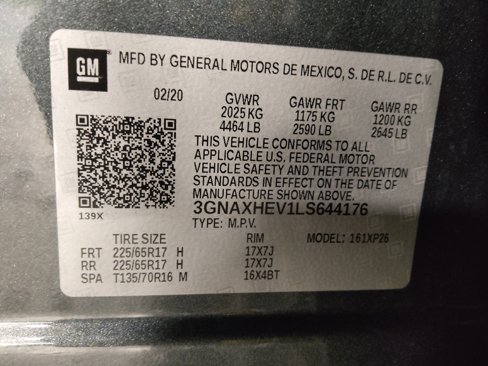 GM
MFD BY GENERAL MOTORS DE MEXICO, S. DE R.L. DE C.V.
02/20 GVWR GAWR FRT GAWR RR
2025 KG 1175 KG 1200 KG
4464 LB 2590 LB 2645 LB
THIS VEHICLE CONFORMS TO ALL
APPLICABLE U.S. FEDERAL MOTOR
VEHICLE SAFETY AND THEFT PREVENTION
STANDARDS IN EFFECT ON THE DATE OF
MANUFACTURE SHOWN ABOVE.
139X 3GNAXHEV1LS644176
TYPE: M.P.V.
TIRE SIZE RIM MODEL: 161XP26
FRT 225/65R17 H 17X7J
RR 225/65R17 H 17X7J
SPA T135/70R16 M 16X4BT